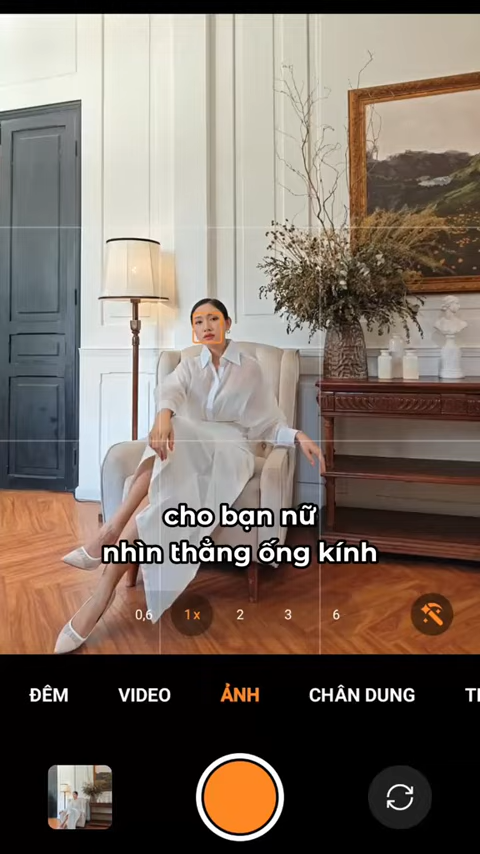 cho bạn nữ
nhìn thẳng ống kính
0,6 1x 2 3 6
ĐÊM VIDEO ẢNH CHÂN DUNG